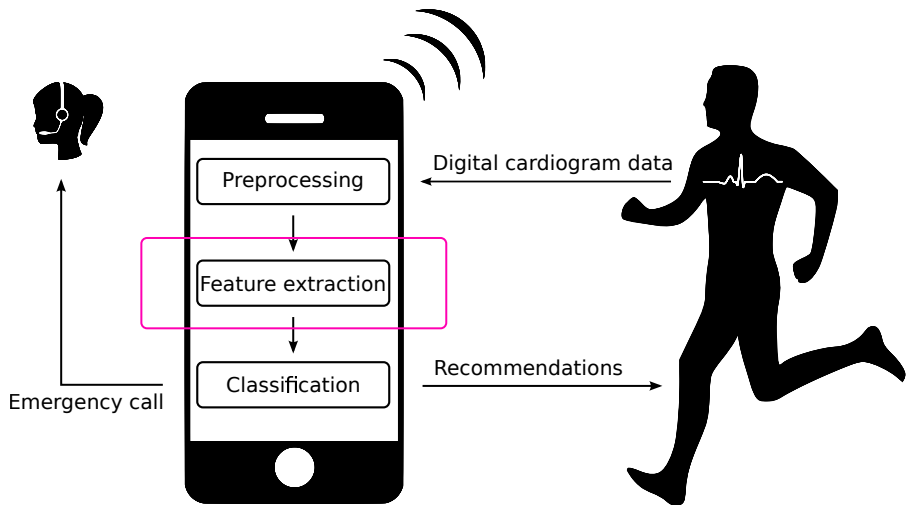 Preprocessing
Digital cardiogram data
Feature extraction
Classification
Recommendations
Emergency call